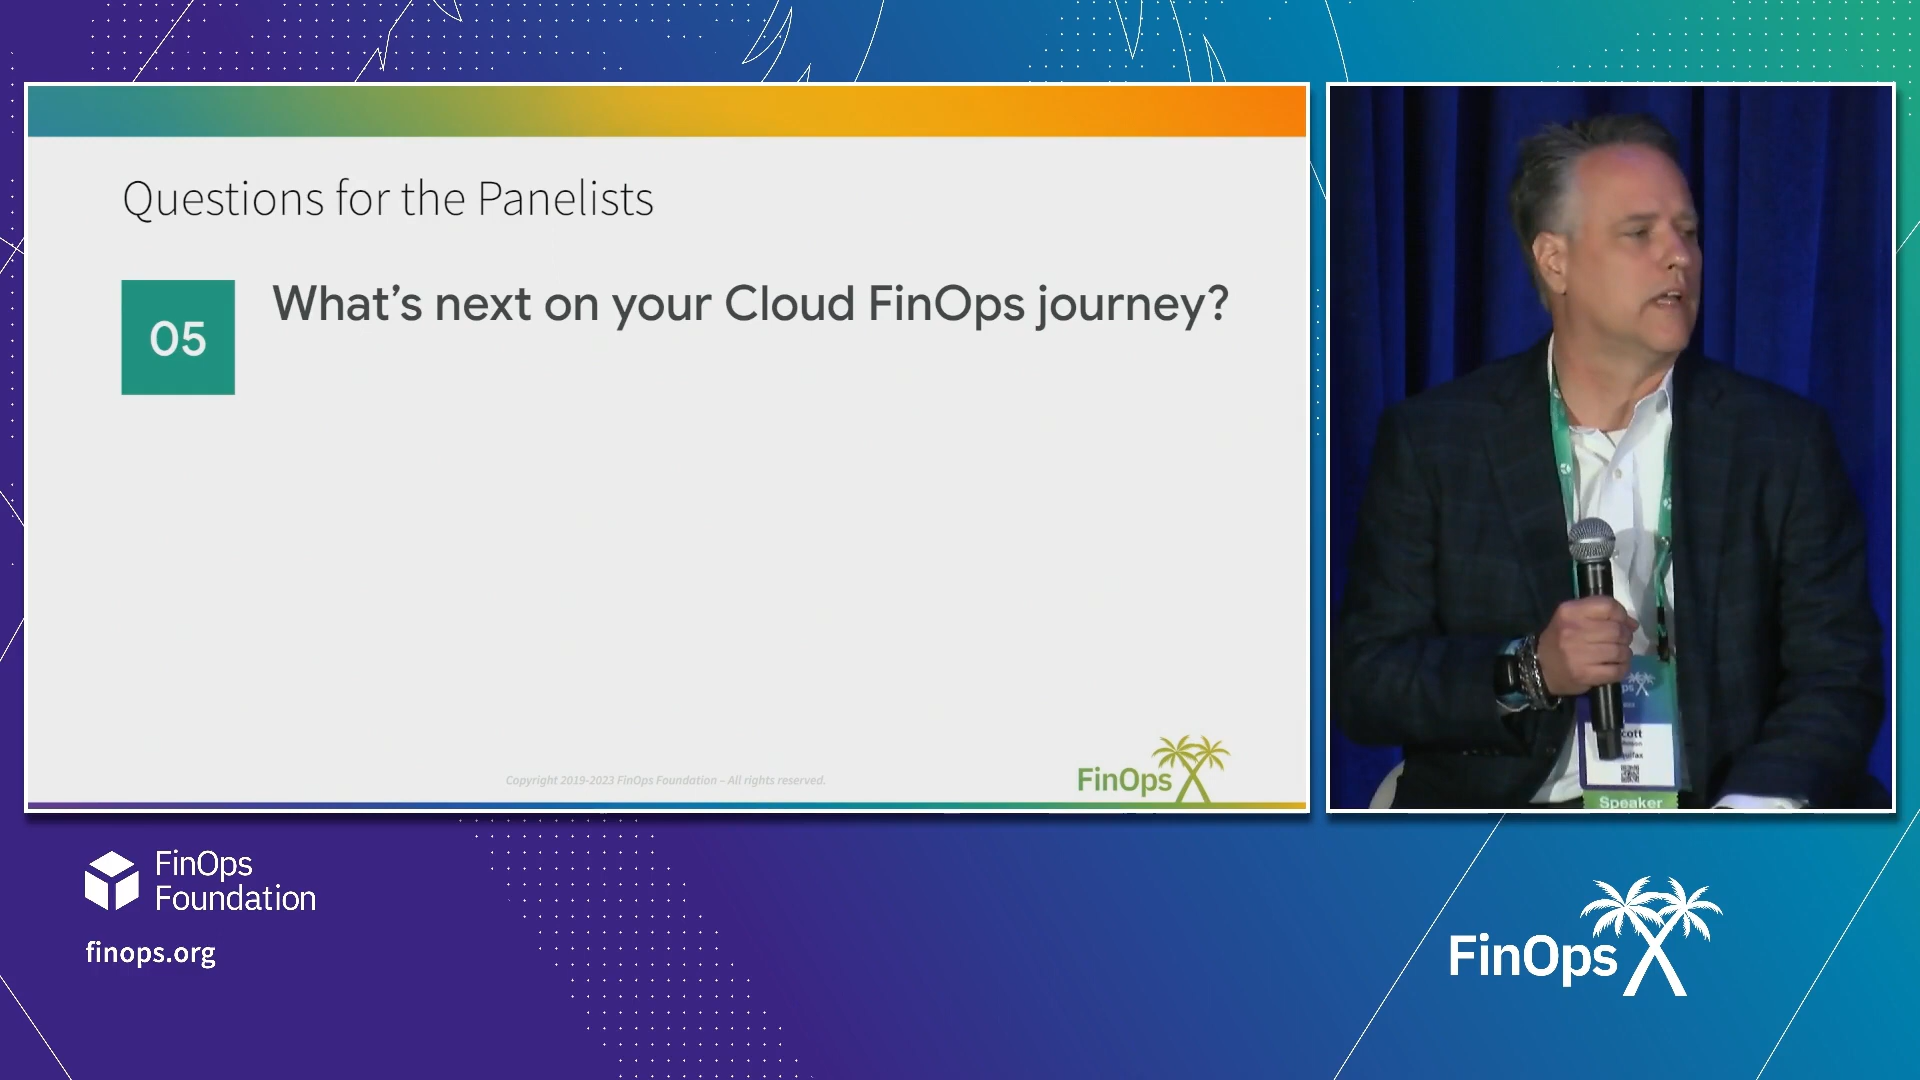 Questions for the Panelists
05
What's next on your Cloud FinOps journey?
Copyright 2019-2023 FinOps Foundation – All rights reserved.
FinOps
Speaker
FinOps
Foundation
finops.org
FinOps